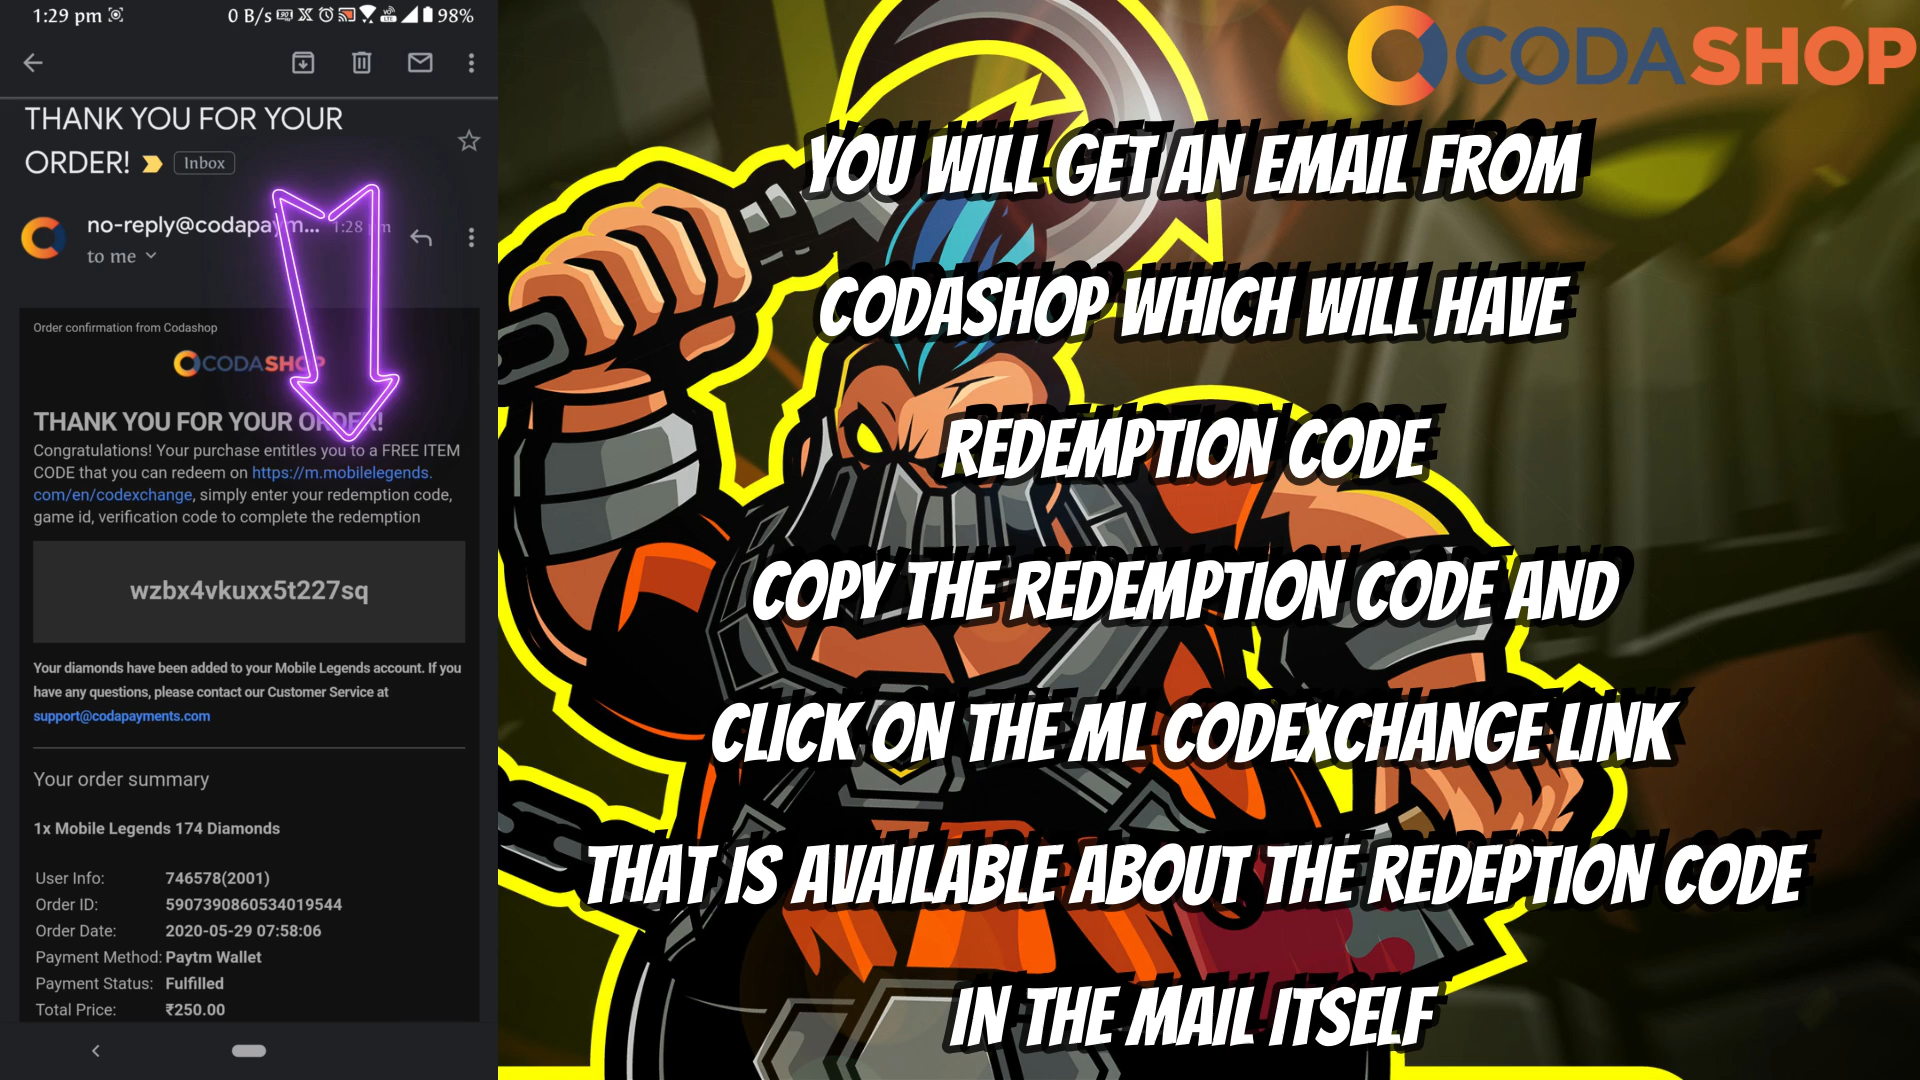 1:29 pm
0 B/s
98%
THANK YOU FOR YOUR
ORDER!
Inbox
no-reply@codapaym... 1:28 pm
to me
Order confirmation from Codashop
CODASHOP
THANK YOU FOR YOUR ORDER!
Congratulations! Your purchase entitles you to a FREE ITEM
CODE that you can redeem on https://m.mobilelegends.
com/en/codexchange, simply enter your redemption code,
game id, verification code to complete the redemption
wzbx4vkuxx5t227sq
Your diamonds have been added to your Mobile Legends account. If you
have any questions, please contact our Customer Service at
support@codapayments.com
Your order summary
1x Mobile Legends 174 Diamonds
User Info: 746578(2001)
Order ID: 5907390860534019544
Order Date: 2020-05-29 07:58:06
Payment Method: Paytm Wallet
Payment Status: Fulfilled
Total Price: ₹250.00
CODASHOP
YOU WILL GET AN EMAIL FROM
CODASHOP WHICH WILL HAVE
REDEMPTION CODE
COPY THE REDEMPTION CODE AND
CLICK ON THE ML CODEXCHANGE LINK
THAT IS AVAILABLE ABOUT THE REDEPTION CODE
IN THE MAIL ITSELF